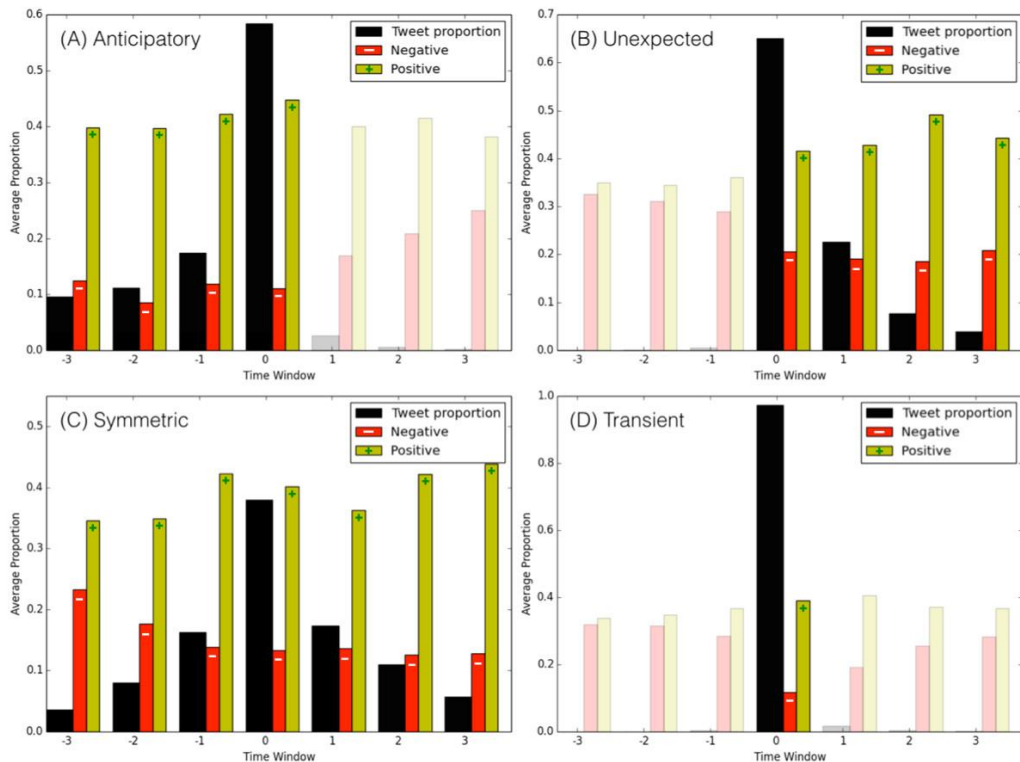 (A) Anticipatory
Tweet proportion
Negative
Positive
0.6
0.5
0.4
0.3
0.2
0.1
0.0
Average Proportion
-3 -2 -1 0 1 2 3
Time Window
(B) Unexpected
Tweet proportion
Negative
Positive
0.7
0.6
0.5
0.4
0.3
0.2
0.1
0.0
Average Proportion
-3 -2 -1 0 1 2 3
Time Window
(C) Symmetric
Tweet proportion
Negative
Positive
0.5
0.4
0.3
0.2
0.1
0.0
Average Proportion
-3 -2 -1 0 1 2 3
Time Window
(D) Transient
Tweet proportion
Negative
Positive
1.0
0.8
0.6
0.4
0.2
0.0
Average Proportion
-3 -2 -1 0 1 2 3
Time Window